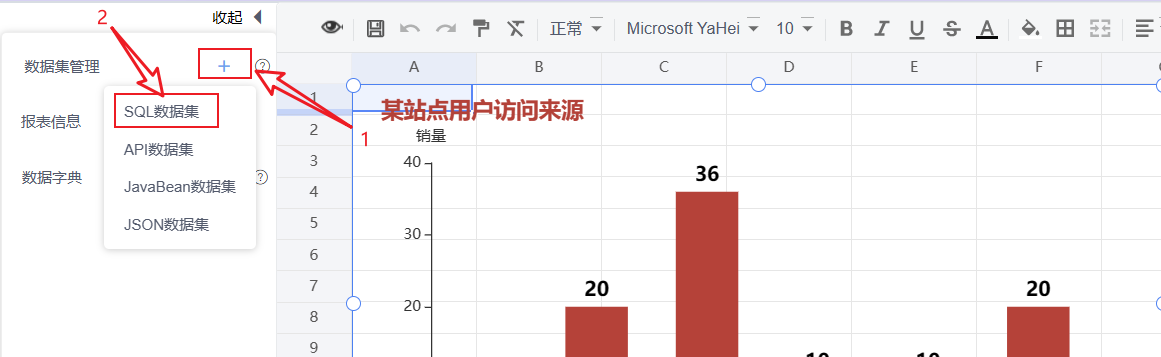 2
收起
正常
Microsoft YaHei
10
B
I
U
S
A
数据集管理
+
?
SQL数据集
API数据集
JavaBean数据集
JSON数据集
报表信息
数据字典
?
1
A
B
C
D
E
F
1
2
3
4
5
6
7
8
9
某站点用户访问来源
销量
40
30
20
20
36
20